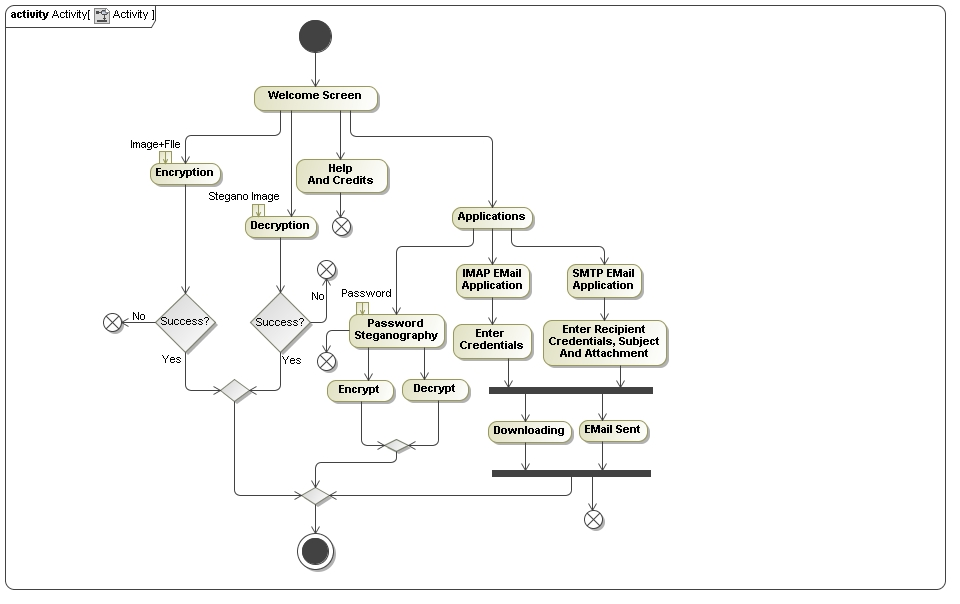 activity Activity[ Activity ]
Welcome Screen
Image+FIle
Encryption
Help
And Credits
Stegano Image
Decryption
Applications
IMAP EMail
Application
SMTP EMail
Application
No
Password
No
Success?
Success?
Password
Steganography
Enter
Credentials
Enter Recipient
Credentials, Subject
And Attachment
Yes
Yes
Encrypt
Decrypt
Downloading
EMail Sent